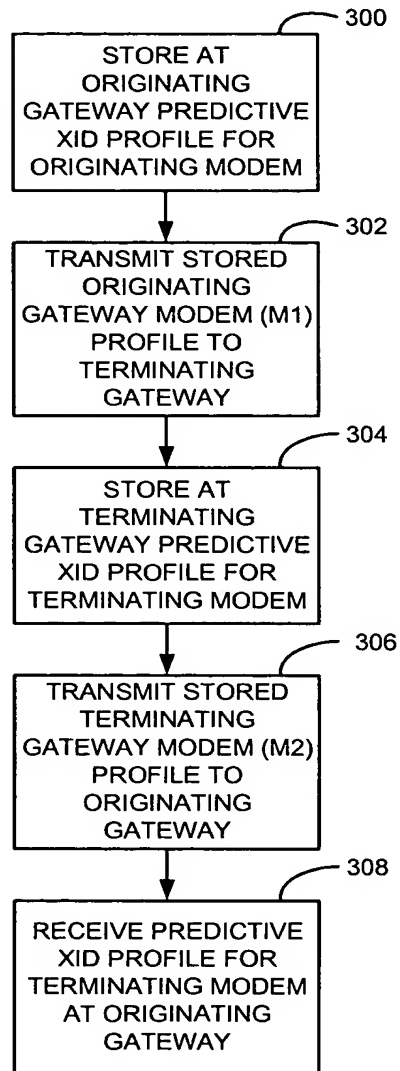 300
STORE AT
ORIGINATING
GATEWAY PREDICTIVE
XID PROFILE FOR
ORIGINATING MODEM
302
TRANSMIT STORED
ORIGINATING
GATEWAY MODEM (M1)
PROFILE TO
TERMINATING
GATEWAY
304
STORE AT
TERMINATING
GATEWAY PREDICTIVE
XID PROFILE FOR
TERMINATING MODEM
306
TRANSMIT STORED
TERMINATING
GATEWAY MODEM (M2)
PROFILE TO
ORIGINATING
GATEWAY
308
RECEIVE PREDICTIVE
XID PROFILE FOR
TERMINATING MODEM
AT ORIGINATING
GATEWAY